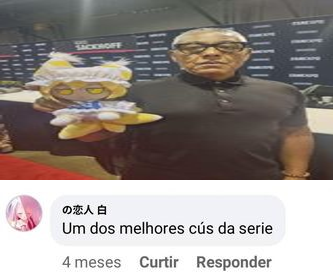 SACKHOFF
の恋人 白
Um dos melhores cús da serie
4 meses Curtir Responder